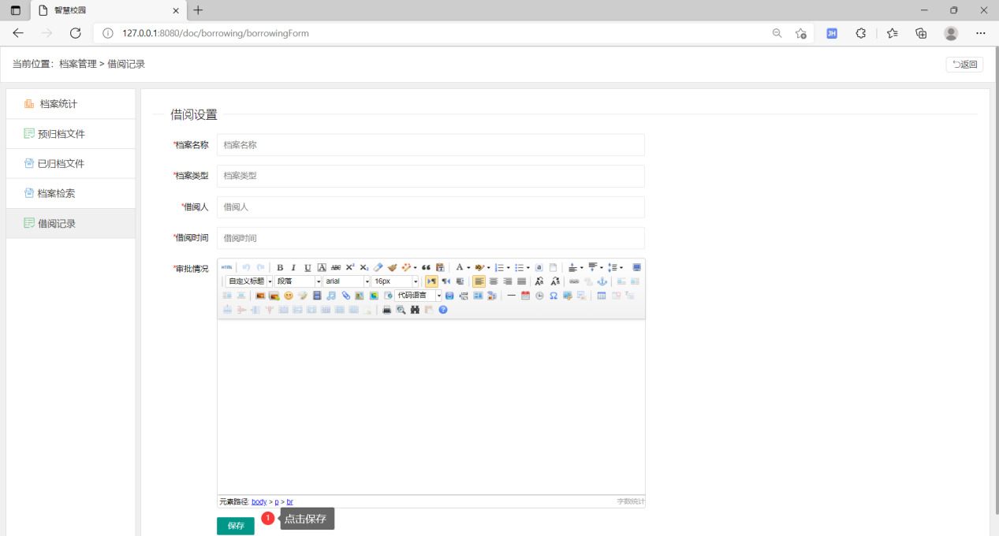 智慧校园
127.0.0.1:8080/doc/borrowing/borrowingForm
JH
当前位置：档案管理 > 借阅记录
返回
档案统计
预归档文件
已归档文件
档案检索
借阅记录
借阅设置
*档案名称 档案名称
*档案类型 档案类型
*借阅人 借阅人
*借阅时间 借阅时间
*审批情况
HTML
自定义标题 段落 arial 16px
代码语言
元素路径: body > p > br
字数统计
保存
1 点击保存